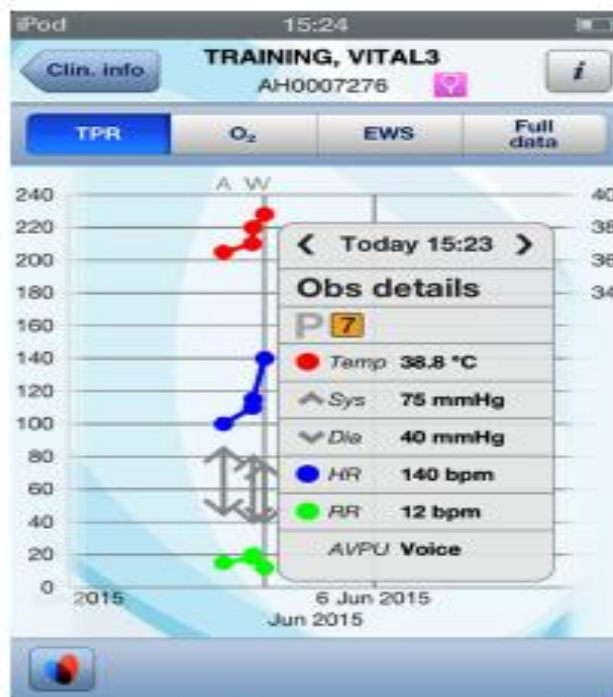 iPod 15:24
Clin. info
TRAINING, VITAL3
AH0007276
i
TPR O₂ EWS Full data
A W
240 40
220 38
200 36
180 34
160
140
120
100
80
60
40
20
0
< Today 15:23 >
Obs details
P 7
Temp 38.8 °C
Sys 75 mmHg
Dia 40 mmHg
HR 140 bpm
RR 12 bpm
AVPU Voice
2015 6 Jun 2015
Jun 2015